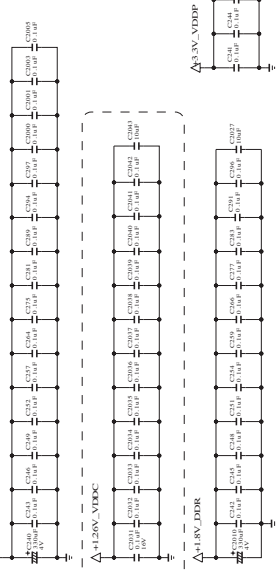 C240
330uF
4V
C243
0.1uF
C246
0.1uF
C249
0.1uF
C252
0.1uF
C257
0.1uF
C264
0.1uF
C275
0.1uF
C281
0.1uF
C289
0.1uF
C294
0.1uF
C297
0.1uF
C2000
0.1uF
C2001
0.1uF
C2003
0.1uF
C2005
0.1uF
+1.26V_VDDC
C2031
0.1uF
16V
C2032
0.1uF
C2033
0.1uF
C2034
0.1uF
C2035
0.1uF
C2036
0.1uF
C2037
0.1uF
C2038
0.1uF
C2039
0.1uF
C2040
0.1uF
C2041
0.1uF
C2042
0.1uF
C2043
10uF
+1.8V_DDR
C2010
330uF
4V
C242
0.1uF
C245
0.1uF
C248
0.1uF
C251
0.1uF
C254
0.1uF
C259
0.1uF
C266
0.1uF
C277
0.1uF
C283
0.1uF
C291
0.1uF
C296
0.1uF
C2027
10uF
+3.3V_VDDP
C241
0.1uF
C244
0.1uF